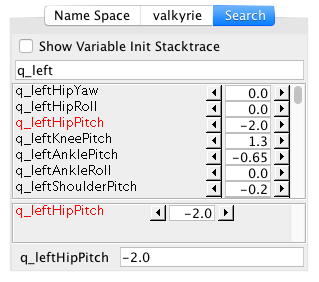 Name Space valkyrie Search
Show Variable Init Stacktrace
q_left
q_leftHipYaw 0.0
q_leftHipRoll 0.0
q_leftHipPitch -2.0
q_leftKneePitch 1.3
q_leftAnklePitch -0.65
q_leftAnkleRoll 0.0
q_leftShoulderPitch -0.2
q_leftHipPitch -2.0
q_leftHipPitch -2.0